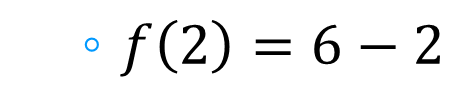 ∘ f(2) = 6 − 2